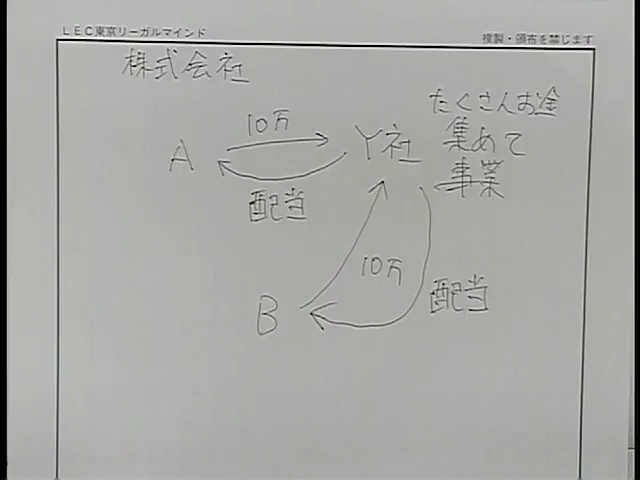 LEC東京リーガルマインド
複製・頒布を禁じます
株式会社
A
10万
配当
Y社
たくさんお金
集めて
事業
B
10万
配当